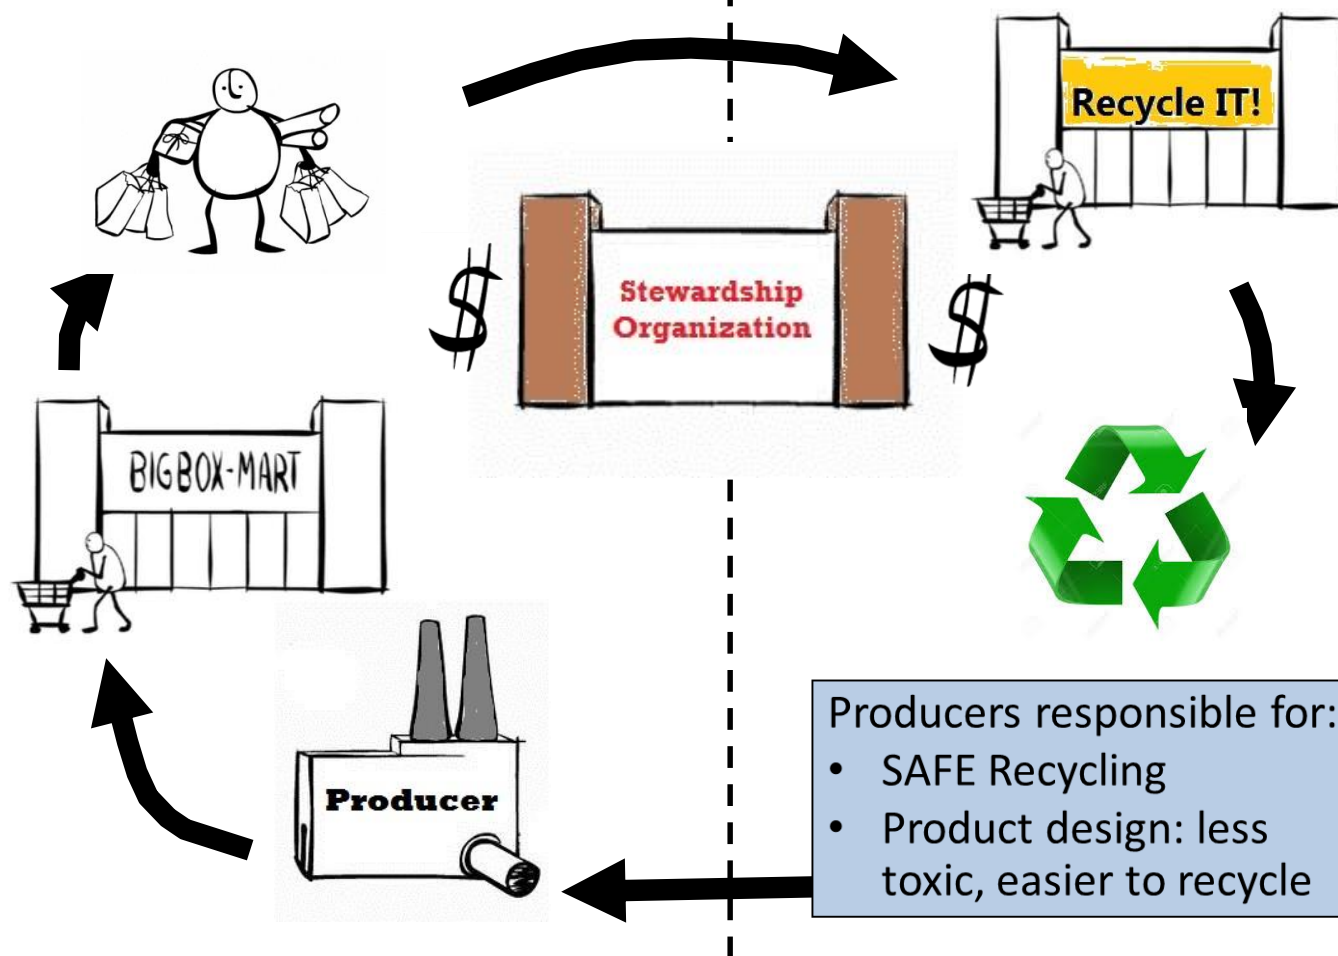 Recycle IT!
$
Stewardship
Organization
$
BIGBOX-MART
Producer
Producers responsible for:
• SAFE Recycling
• Product design: less
toxic, easier to recycle